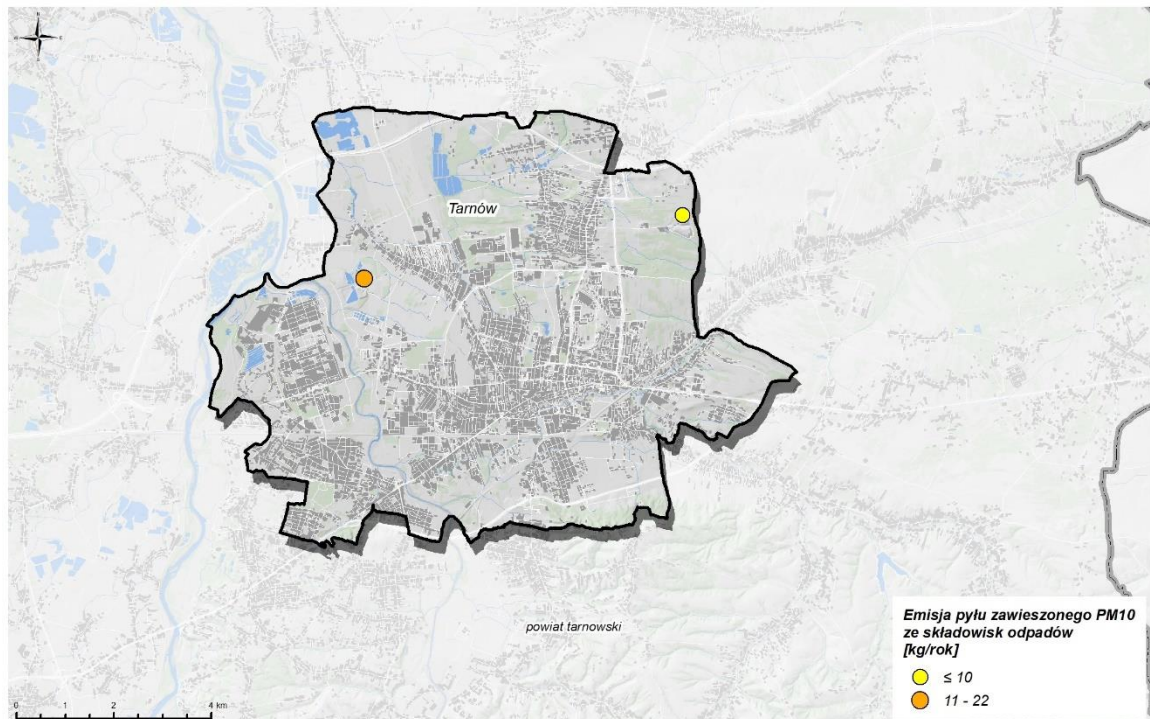 Tarnów
powiat tarnowski
Emisja pyłu zawieszonego PM10
ze składowisk odpadów
[kg/rok]
≤ 10
11 - 22
0 1 2 4 km